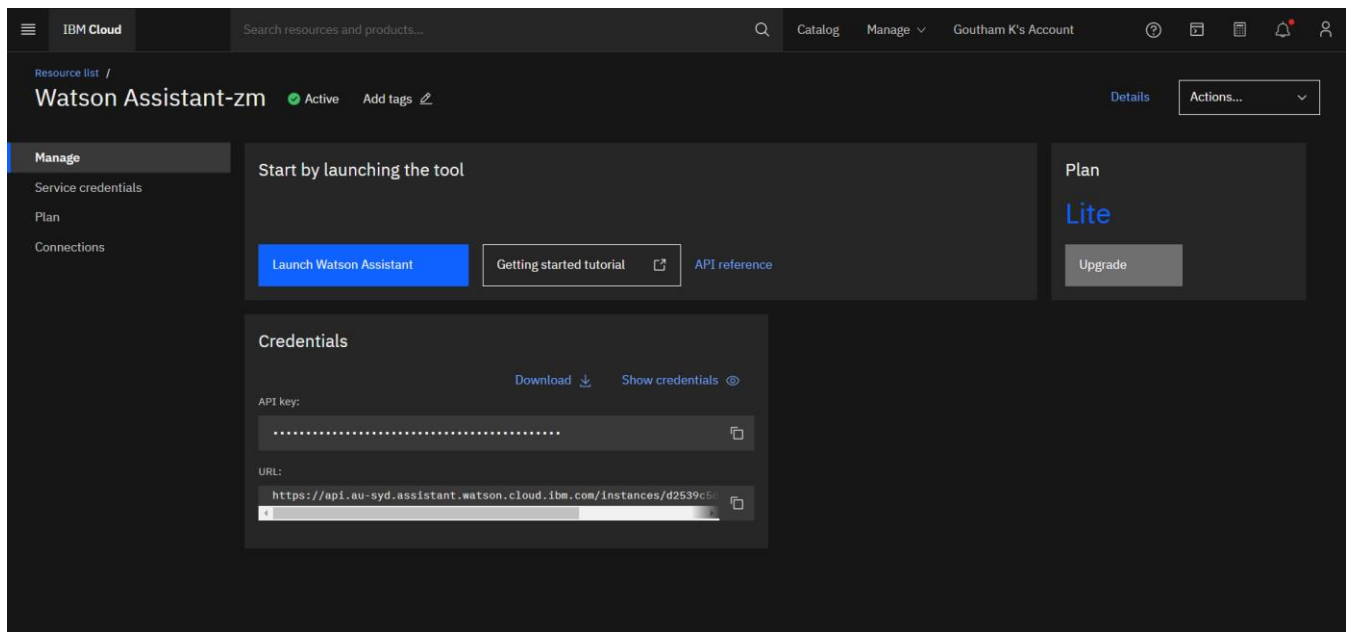 IBM Cloud
Search resources and products...
Catalog
Manage
Goutham K's Account
Resource list /
Watson Assistant-zm
Active
Add tags
Details
Actions...
Manage
Service credentials
Plan
Connections
Start by launching the tool
Launch Watson Assistant
Getting started tutorial
API reference
Plan
Lite
Upgrade
Credentials
Download
Show credentials
API key:
URL:
https://api.au-syd.assistant.watson.cloud.ibm.com/instances/d2539c5